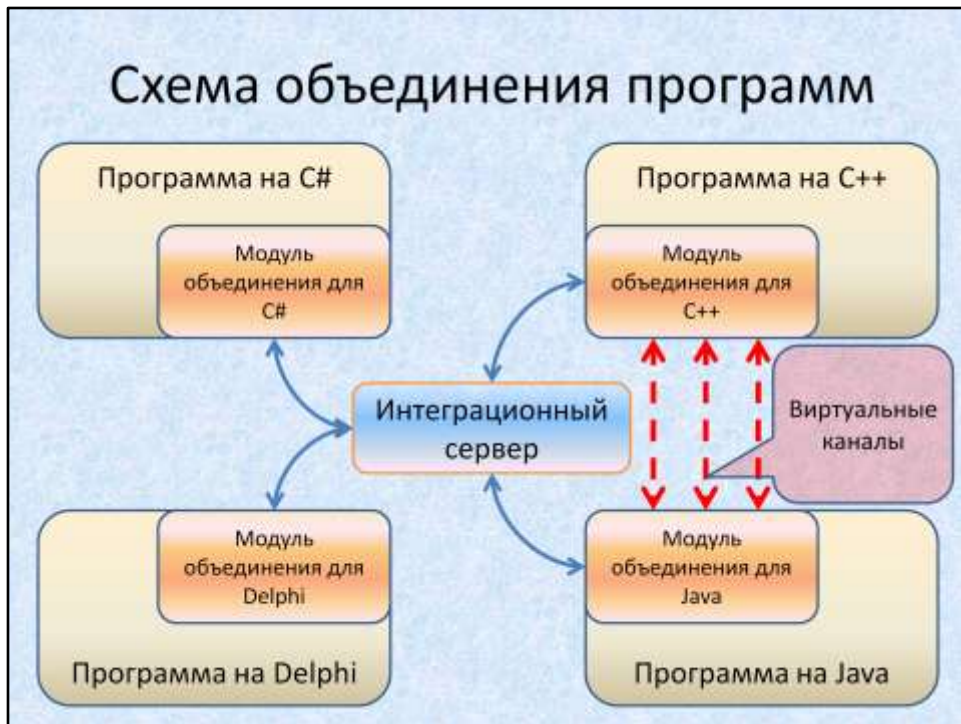 Схема объединения программ
Программа на C#
Модуль
объединения для
C#
Программа на C++
Модуль
объединения для
C++
Интеграционный
сервер
Виртуальные
каналы
Модуль
объединения для
Delphi
Программа на Delphi
Модуль
объединения для
Java
Программа на Java